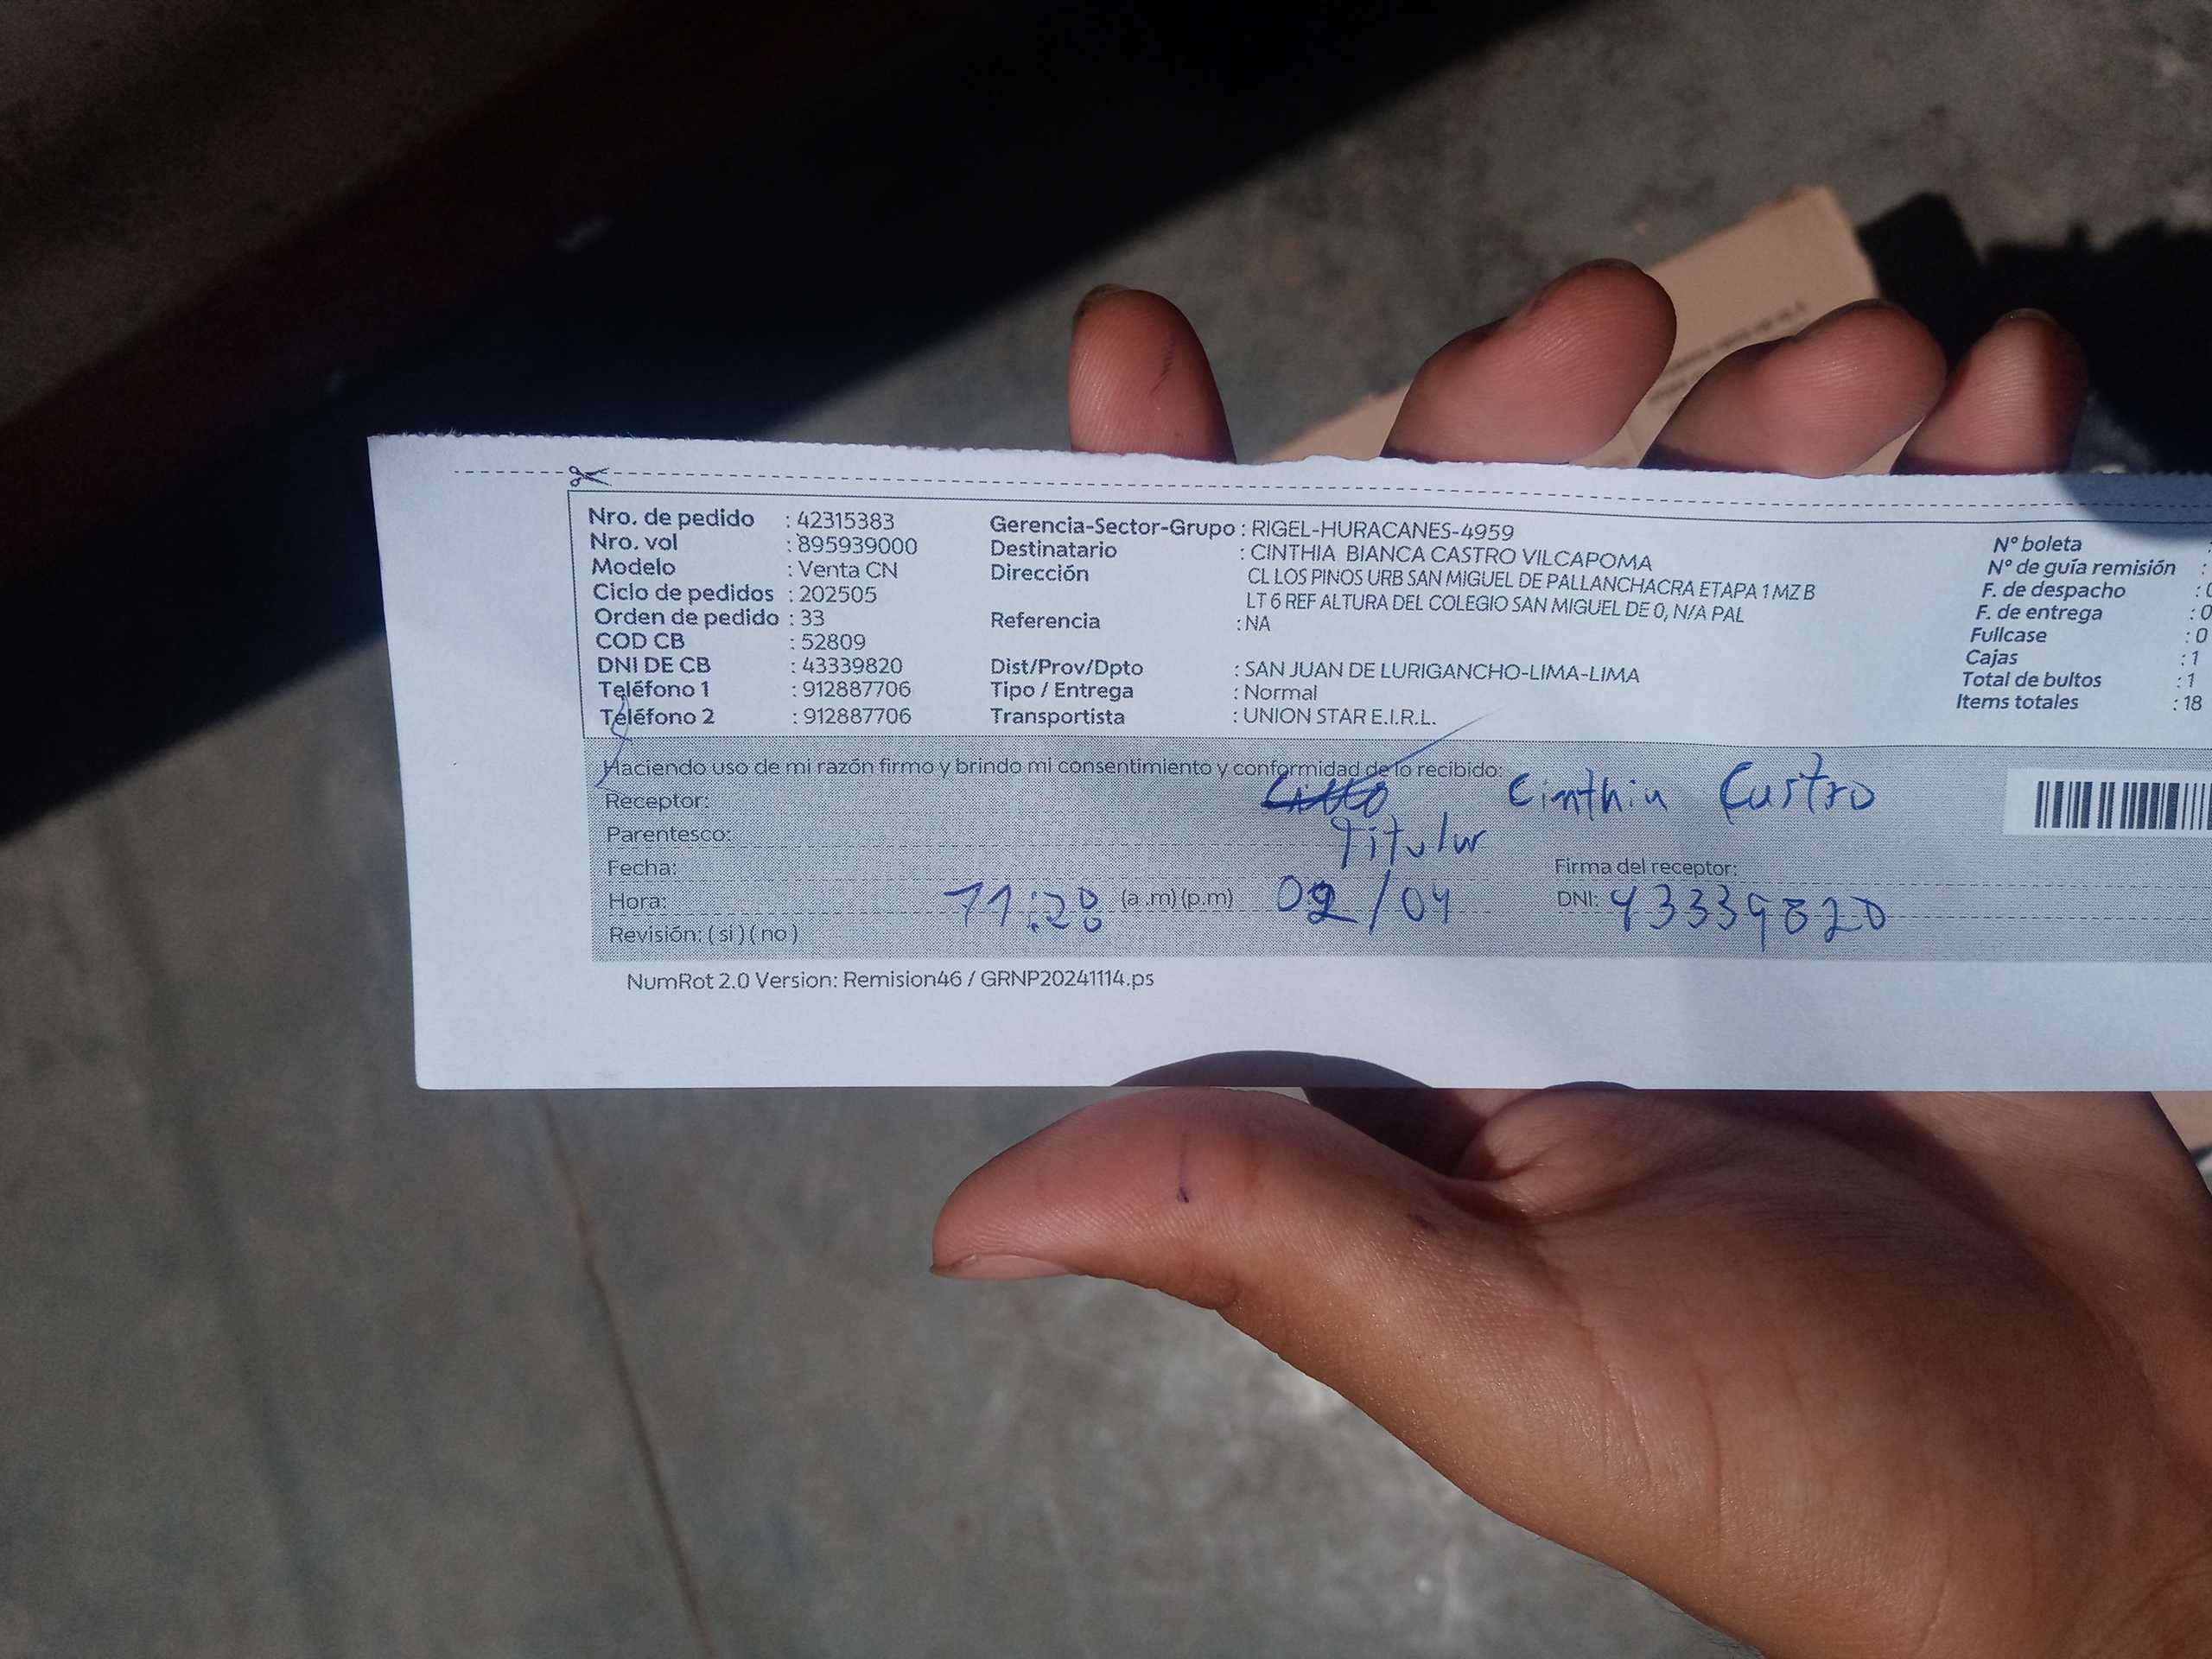 Nro. de pedido : 42315383
Nro. vol : 895939000
Modelo : Venta CN
Ciclo de pedidos : 202505
Orden de pedido : 33
COD CB : 52809
DNI DE CB : 43339820
Teléfono 1 : 912887706
Teléfono 2 : 912887706
Gerencia-Sector-Grupo : RIGEL-HURACANES-4959
Destinatario : CINTHIA BIANCA CASTRO VILCAPOMA
Dirección CL LOS PINOS URB SAN MIGUEL DE PALLANCHACRA ETAPA 1 MZ B
LT 6 REF ALTURA DEL COLEGIO SAN MIGUEL DE 0, N/A PAL
Referencia : NA
Dist/Prov/Dpto : SAN JUAN DE LURIGANCHO-LIMA-LIMA
Tipo / Entrega : Normal
Transportista : UNION STAR E.I.R.L.
N° boleta :
N° de guía remisión :
F. de despacho : 0
F. de entrega : 0
Fullcase : 0
Cajas : 1
Total de bultos : 1
Items totales : 18
Haciendo uso de mi razón firmo y brindo mi consentimiento y conformidad de lo recibido:
Receptor: Cinthia Castro
Parentesco: Titular
Fecha: Firma del receptor:
Hora: 11:28 (a .m) (p.m) 02/04 DNI: 43339820
Revisión: ( si ) ( no )
NumRot 2.0 Version: Remision46 / GRNP20241114.ps